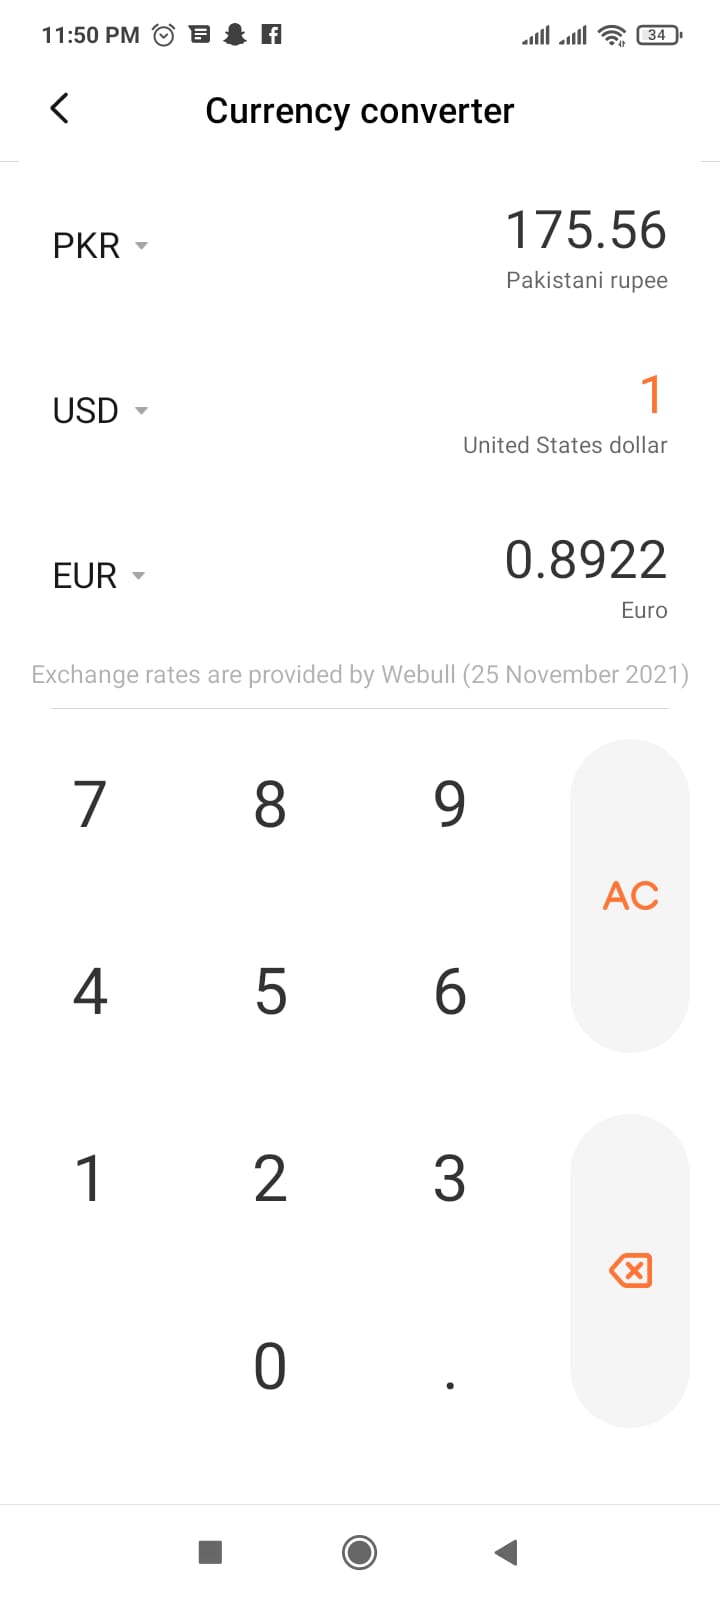 11:50 PM 34
Currency converter
PKR 175.56
Pakistani rupee
USD 1
United States dollar
EUR 0.8922
Euro
Exchange rates are provided by Webull (25 November 2021)
7 8 9
AC
4 5 6
1 2 3
0 .